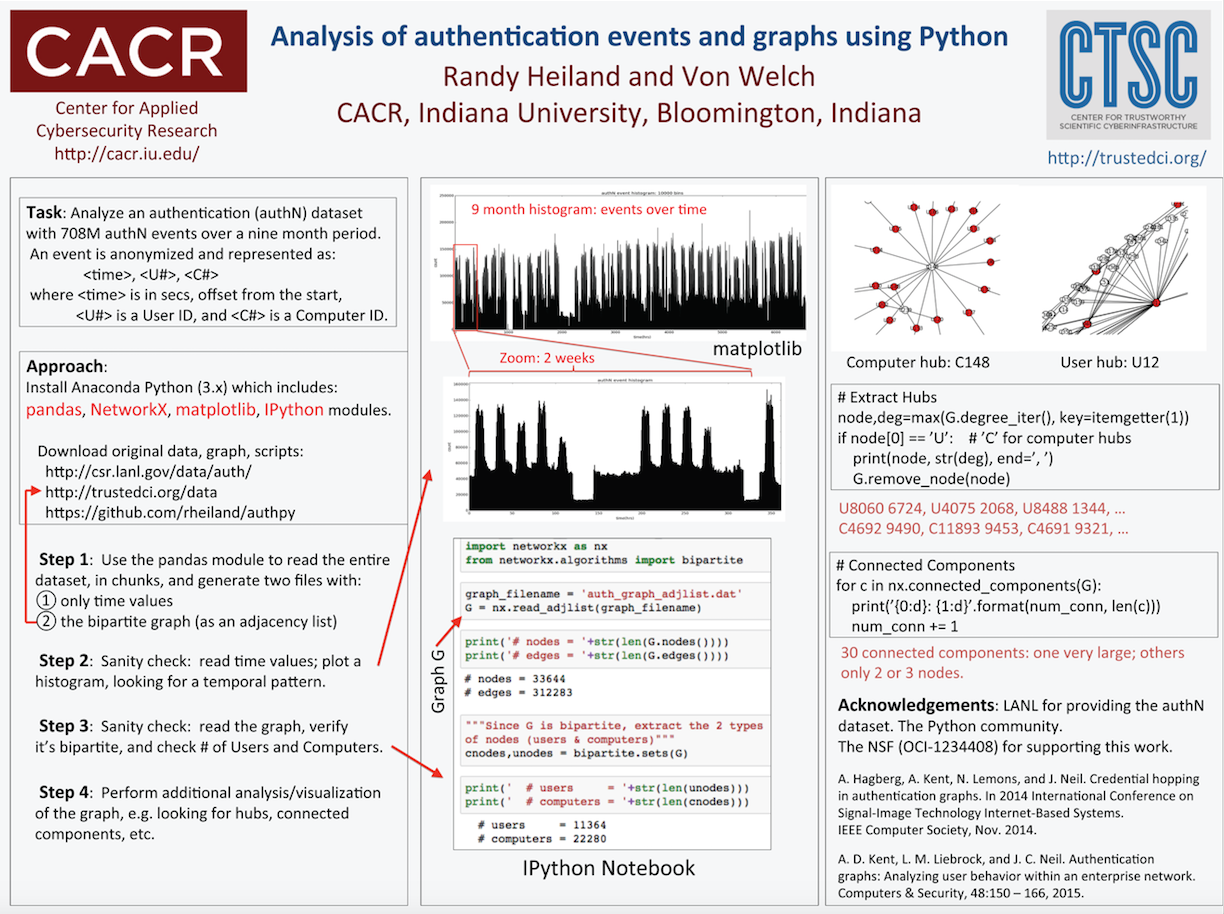 CACR
Center for Applied
Cybersecurity Research
http://cacr.iu.edu/
Analysis of authentication events and graphs using Python
Randy Heiland and Von Welch
CACR, Indiana University, Bloomington, Indiana
CTSC
CENTER FOR TRUSTWORTHY
SCIENTIFIC CYBERINFRASTRUCTURE
http://trustedci.org/
Task: Analyze an authentication (authN) dataset
with 708M authN events over a nine month period.
An event is anonymized and represented as:
<time>, <U#>, <C#>
where <time> is in secs, offset from the start,
<U#> is a User ID, and <C#> is a Computer ID.
Approach:
Install Anaconda Python (3.x) which includes:
pandas, NetworkX, matplotlib, IPython modules.
Download original data, graph, scripts:
http://csr.lanl.gov/data/auth/
http://trustedci.org/data
https://github.com/rheiland/authpy
Step 1: Use the pandas module to read the entire
dataset, in chunks, and generate two files with:
① only time values
② the bipartite graph (as an adjacency list)
Step 2: Sanity check: read time values; plot a
histogram, looking for a temporal pattern.
Step 3: Sanity check: read the graph, verify
it's bipartite, and check # of Users and Computers.
Step 4: Perform additional analysis/visualization
of the graph, e.g. looking for hubs, connected
components, etc.
authN event histogram: 10000 bins
9 month histogram: events over time
matplotlib
Zoom: 2 weeks
authN event histogram
import networkx as nx
from networkx.algorithms import bipartite
graph_filename = 'auth_graph_adjlist.dat'
G = nx.read_adjlist(graph_filename)
print('# nodes = '+str(len(G.nodes())))
print('# edges = '+str(len(G.edges())))
# nodes = 33644
# edges = 312283
"""Since G is bipartite, extract the 2 types
of nodes (users & computers)"""
cnodes,unodes = bipartite.sets(G)
print('  # users     = '+str(len(unodes)))
print('  # computers = '+str(len(cnodes)))
# users     = 11364
# computers = 22280
Graph G
IPython Notebook
Computer hub: C148
User hub: U12
# Extract Hubs
node,deg=max(G.degree_iter(), key=itemgetter(1))
if node[0] == 'U':    # 'C' for computer hubs
print(node, str(deg), end=', ')
G.remove_node(node)
U8060 6724, U4075 2068, U8488 1344, ...
C4692 9490, C11893 9453, C4691 9321, ...
# Connected Components
for c in nx.connected_components(G):
print('{0:d}: {1:d}'.format(num_conn, len(c)))
num_conn += 1
30 connected components: one very large; others
only 2 or 3 nodes.
Acknowledgements: LANL for providing the authN
dataset. The Python community.
The NSF (OCI-1234408) for supporting this work.
A. Hagberg, A. Kent, N. Lemons, and J. Neil. Credential hopping
in authentication graphs. In 2014 International Conference on
Signal-Image Technology Internet-Based Systems.
IEEE Computer Society, Nov. 2014.
A. D. Kent, L. M. Liebrock, and J. C. Neil. Authentication
graphs: Analyzing user behavior within an enterprise network.
Computers & Security, 48:150 – 166, 2015.